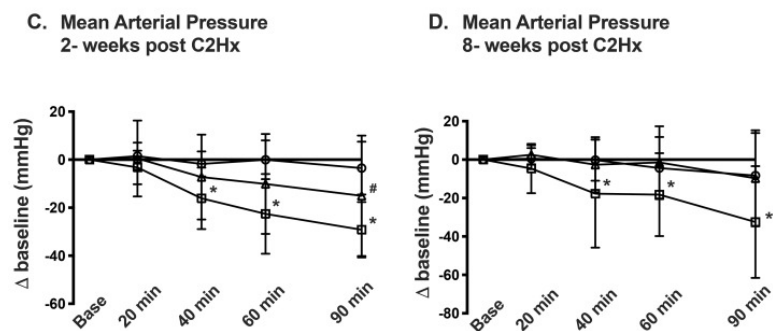 C. Mean Arterial Pressure
2- weeks post C2Hx
20
0
-20
-40
-60
Δ baseline (mmHg)
*
*
#
*
Base
20 min
40 min
60 min
90 min
D. Mean Arterial Pressure
8- weeks post C2Hx
20
0
-20
-40
-60
-80
Δ baseline (mmHg)
*
*
*
Base
20 min
40 min
60 min
90 min